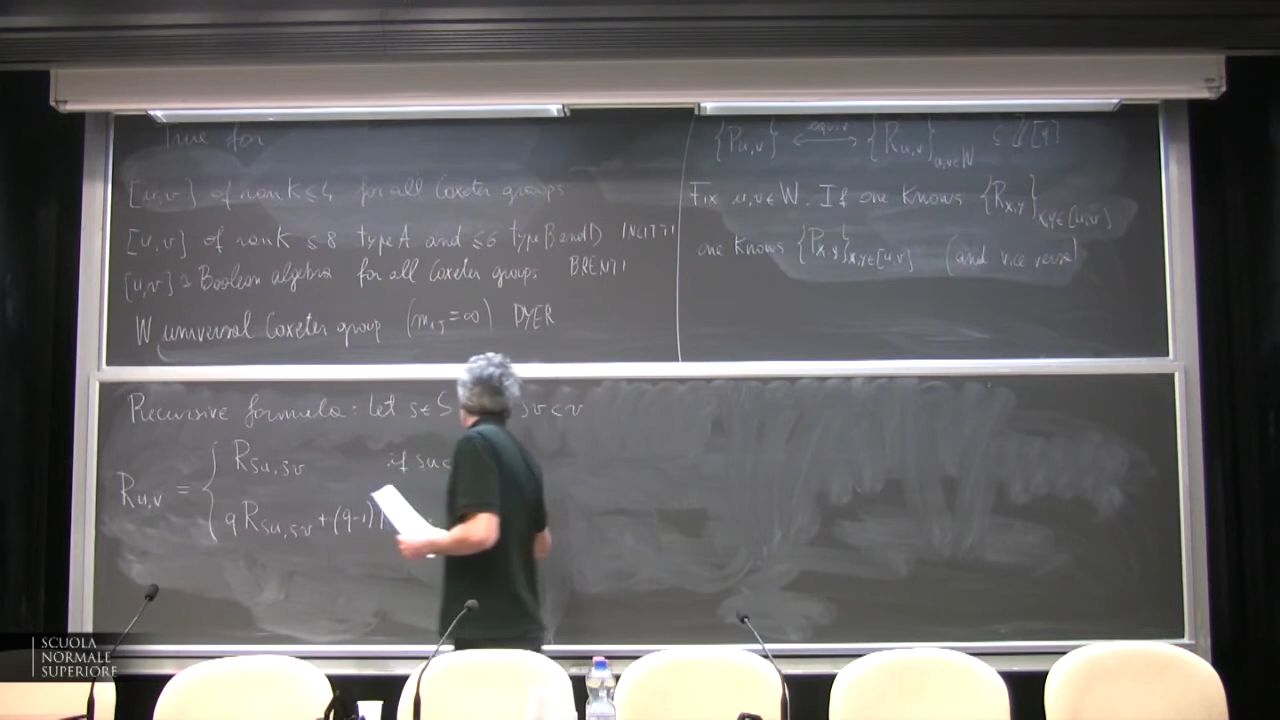 True for
[u,v] of rank ≤ 4 for all Coxeter groups
[u,v] of rank ≤ 8 type A and ≤ 6 type B and D INCITTI
[u,v] ≅ Boolean algebra for all Coxeter groups BRENTI
W universal Coxeter group (m_{i,j} = ∞) DYER
{P_{u,v}} ⟷ equiv {R_{u,v}}_{u,v∈W} ⊆ ℤ[q]
Fix u,v∈W. If one knows {R_{x,y}}_{x,y∈[u,v]}
one knows {P_{x,y}}_{x,y∈[u,v]} (and vice versa)
Recursive formula: let s∈S sv<v
R_{u,v} = { R_{su,sv} if su<
q R_{su,sv} + (q-1)
SCUOLA
NORMALE
SUPERIORE